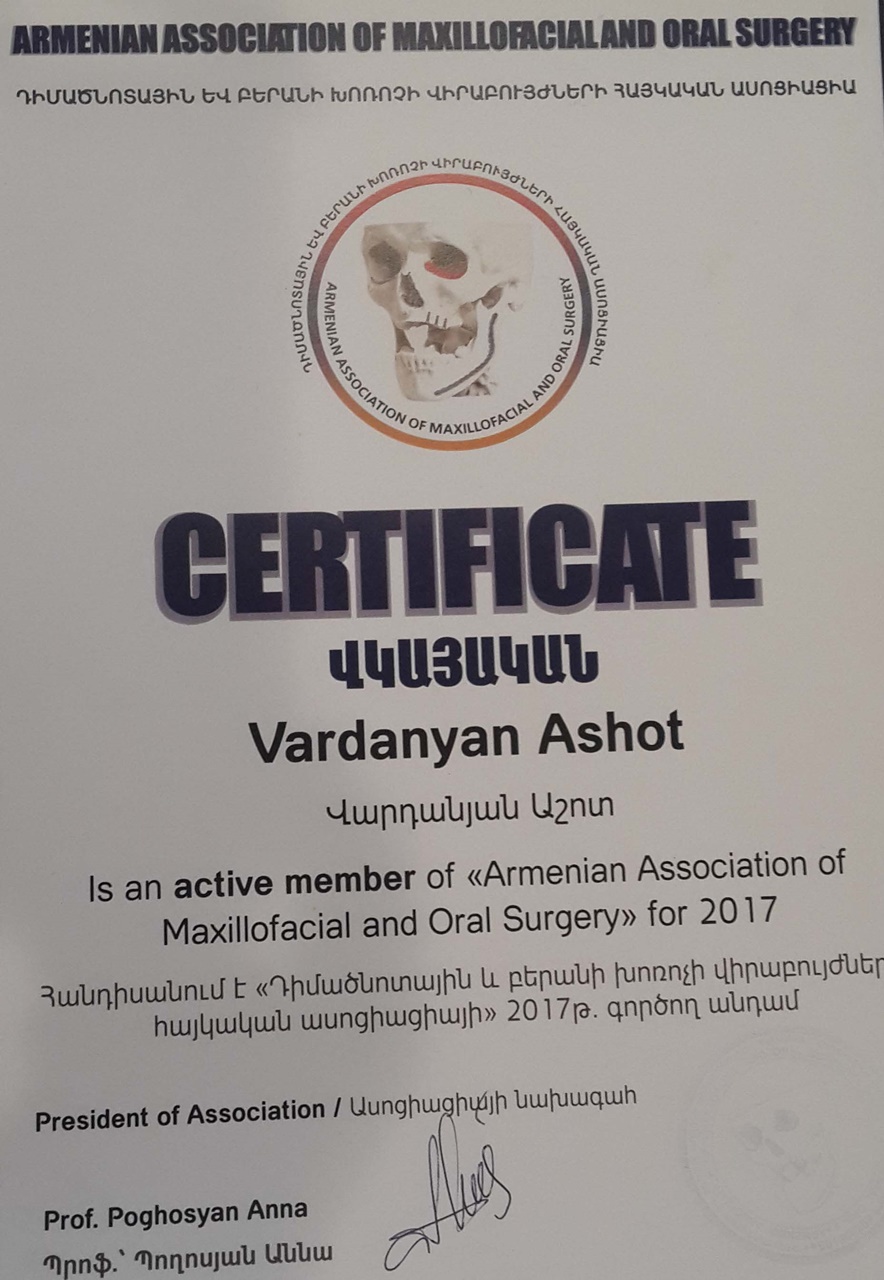 ARMENIAN ASSOCIATION OF MAXILLOFACIAL AND ORAL SURGERY
ԴԻՄԱԾՆՈՏԱՅԻՆ ԵՎ ԲԵՐԱՆԻ ԽՈՌՈՉԻ ՎԻՐԱԲՈՒՅԺՆԵՐԻ ՀԱՅԿԱԿԱՆ ԱՍՈՑԻԱՑԻԱ
ԴԻՄԱԾՆՈՏԱՅԻՆ ԵՎ ԲԵՐԱՆԻ ԽՈՌՈՉԻ ՎԻՐԱԲՈՒՅԺՆԵՐԻ ՀԱՅԿԱԿԱՆ ԱՍՈՑԻԱՑԻԱ
ARMENIAN ASSOCIATION OF MAXILLOFACIAL AND ORAL SURGERY
CERTIFICATE
ՎԿԱՅԱԿԱՆ
Vardanyan Ashot
Վարդանյան Աշոտ
Is an active member of «Armenian Association of
Maxillofacial and Oral Surgery» for 2017
Հանդիսանում է «Դիմածնոտային և բերանի խոռոչի վիրաբույժներ
հայկական ասոցիացիայի» 2017թ. գործող անդամ
President of Association / Ասոցիացիայի նախագահ
Prof. Poghosyan Anna
Պրոֆ.՝ Պողոսյան Աննա